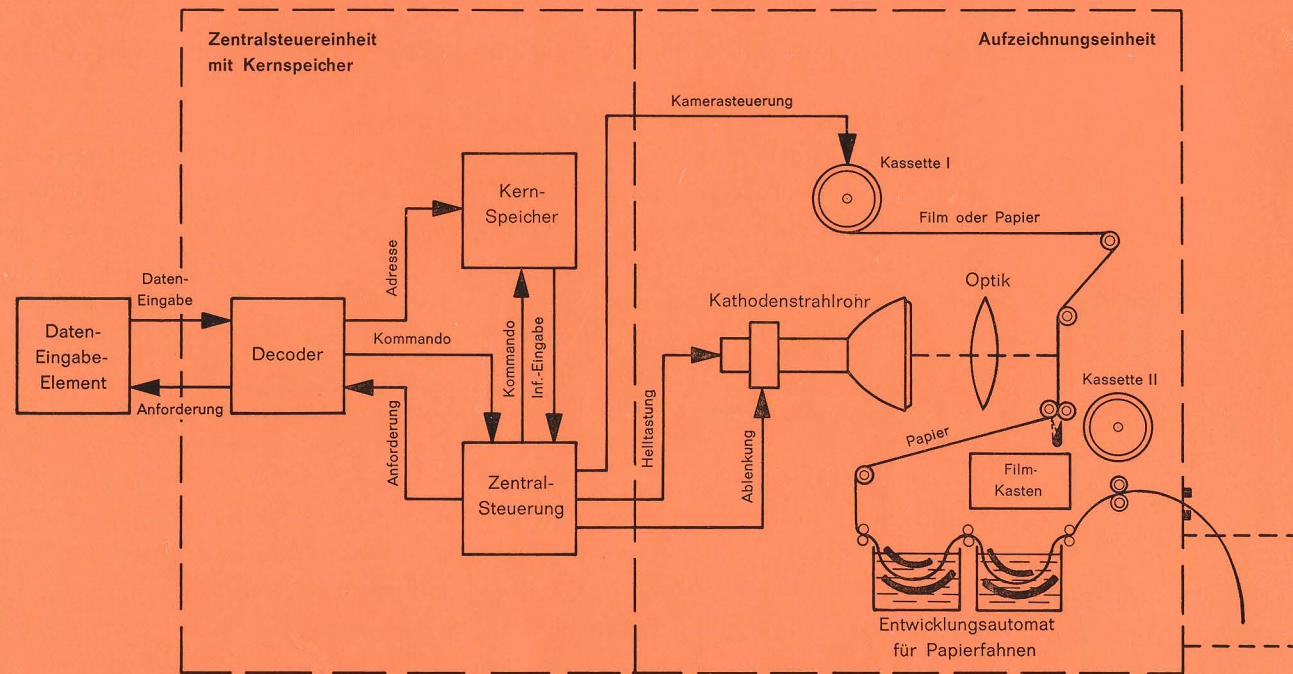 Zentralsteuereinheit
mit Kernspeicher
Aufzeichnungseinheit
Kamerasteuerung
Kassette I
Kern-
Speicher
Film oder Papier
Adresse
Daten-
Eingabe
Optik
Kathodenstrahlrohr
Daten-
Eingabe-
Element
Decoder
Kommando
Kommando
Inf.-Eingabe
Kassette II
Anforderung
Anforderung
Helltastung
Ablenkung
Papier
Film-
Kasten
Zentral-
Steuerung
Entwicklungsautomat
für Papierfahnen